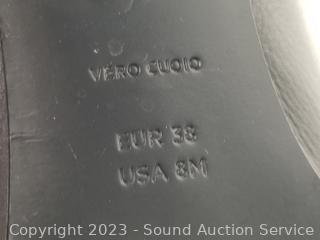 VERO CUOIO
EUR 38
USA 8M
Copyright 2023 - Sound Auction Service